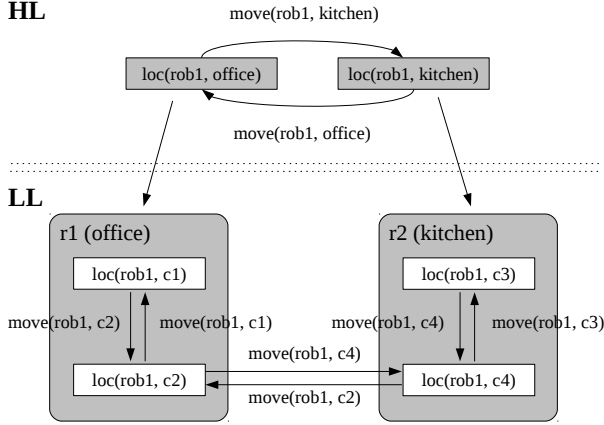 HL
move(rob1, kitchen)
loc(rob1, office)
loc(rob1, kitchen)
move(rob1, office)
LL
r1 (office)
r2 (kitchen)
loc(rob1, c1)
loc(rob1, c3)
move(rob1, c2)
move(rob1, c1)
move(rob1, c4)
move(rob1, c3)
move(rob1, c4)
loc(rob1, c2)
loc(rob1, c4)
move(rob1, c2)